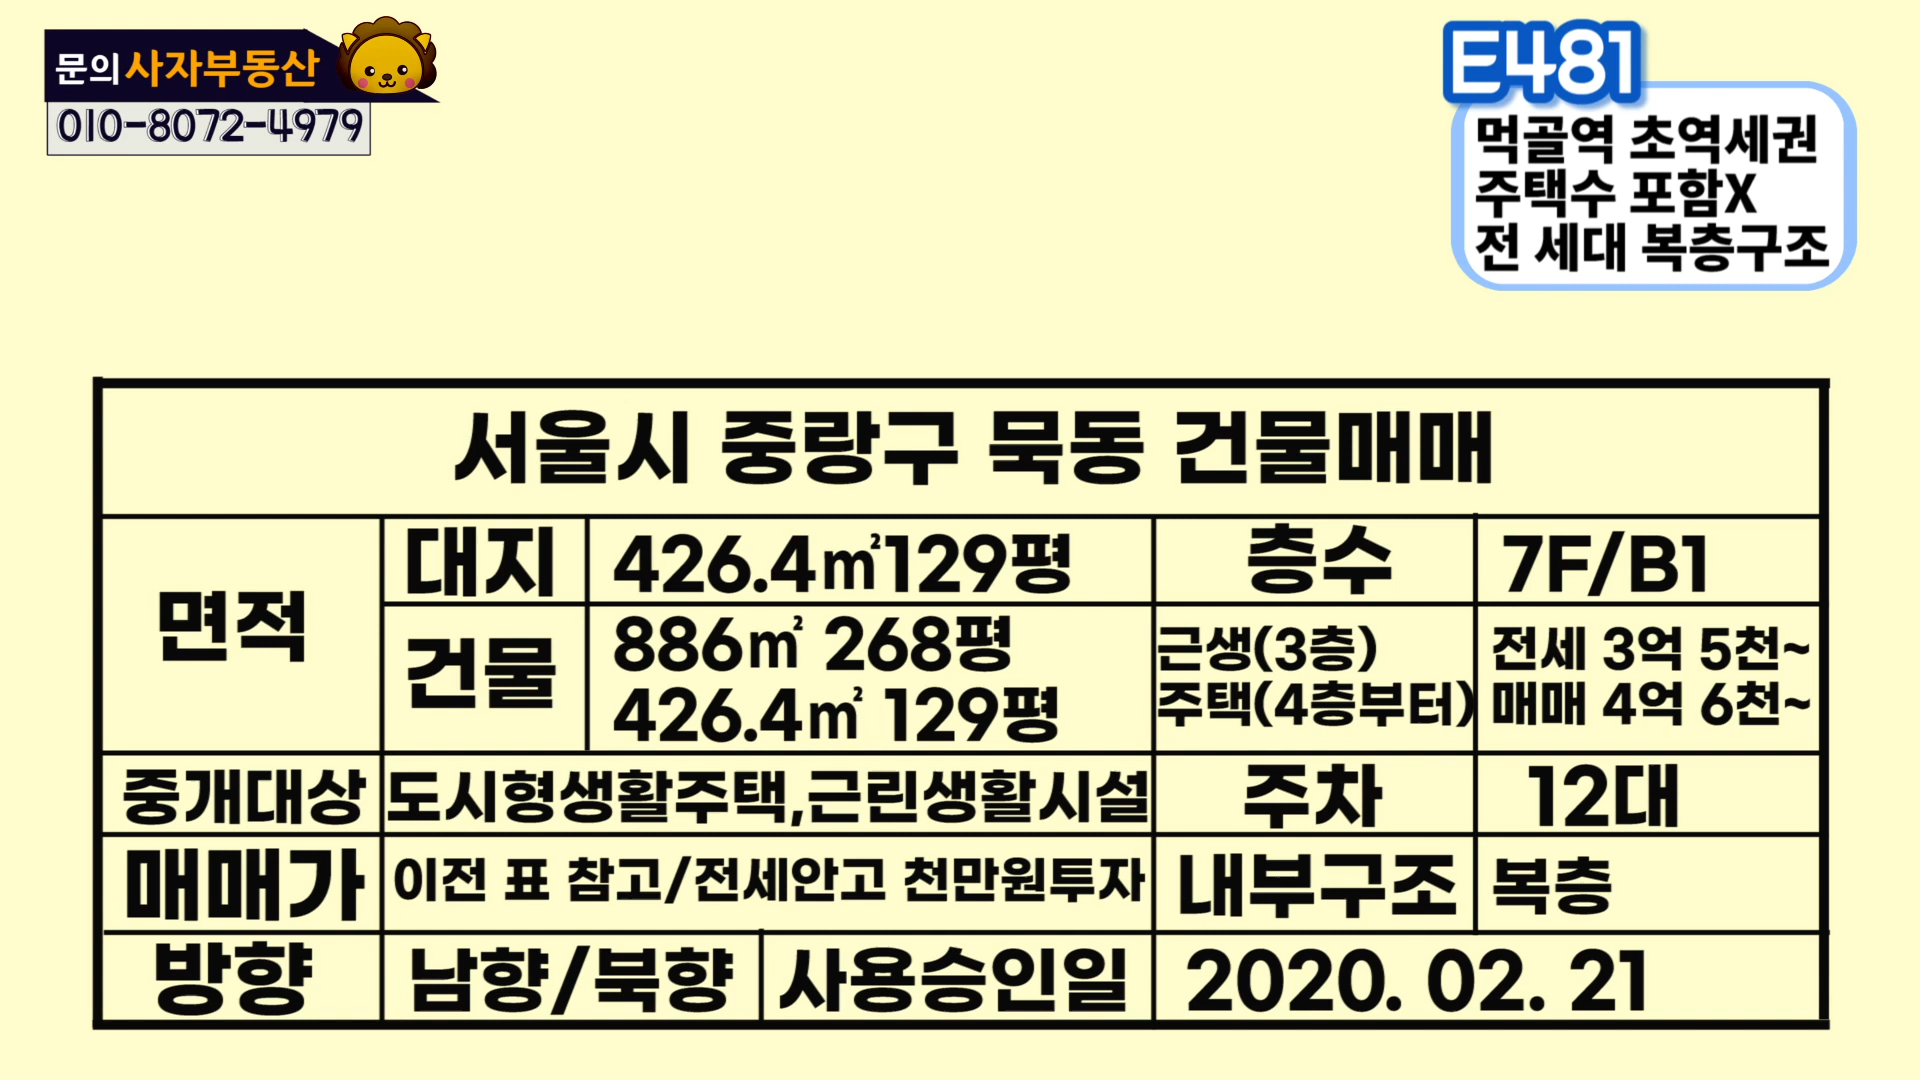 문의 사자부동산
010-8072-4979
E481
먹골역 초역세권
주택수 포함X
전 세대 복층구조
서울시 중랑구 묵동 건물매매
면적
대지
426.4㎡129평
층수
7F/B1
건물
886㎡ 268평
426.4㎡ 129평
근생(3층)
주택(4층부터)
전세 3억 5천~
매매 4억 6천~
중개대상
도시형생활주택,근린생활시설
주차
12대
매매가
이전 표 참고/전세안고 천만원투자
내부구조
복층
방향
남향/북향
사용승인일
2020. 02. 21